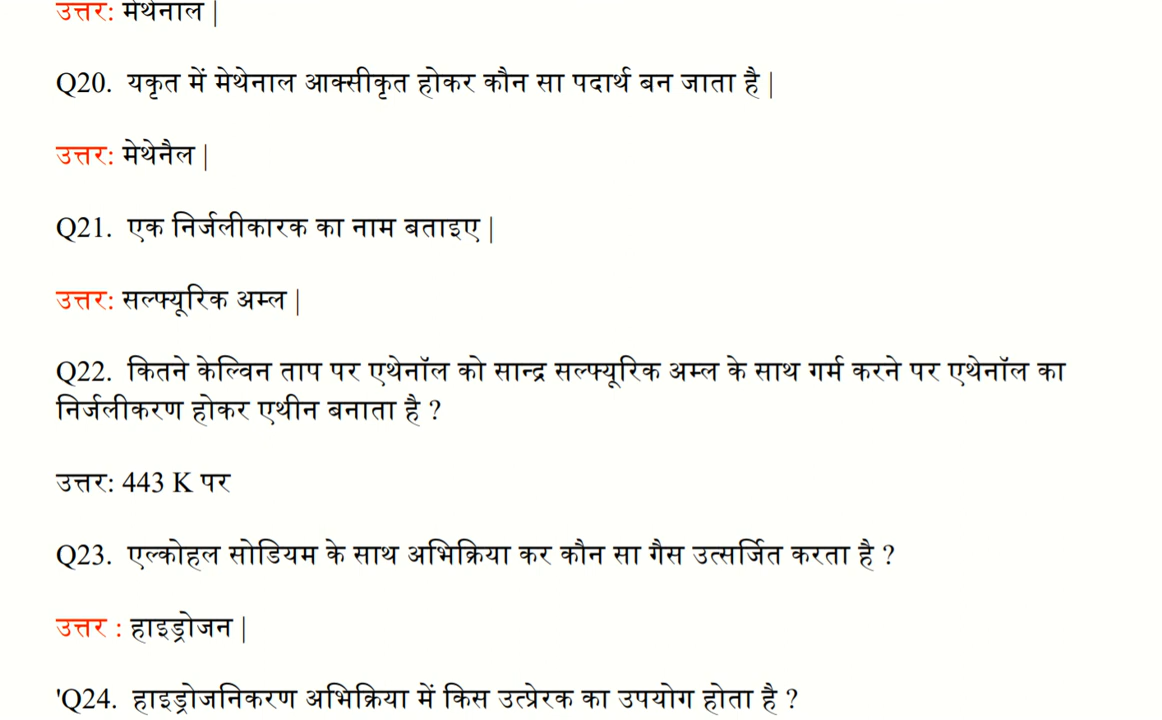 उत्तर: मेथेनाल |
Q20. यकृत में मेथेनाल आक्सीकृत होकर कौन सा पदार्थ बन जाता है |
उत्तर: मेथेनैल |
Q21. एक निर्जलीकारक का नाम बताइए |
उत्तर: सल्फ्यूरिक अम्ल |
Q22. कितने केल्विन ताप पर एथेनॉल को सान्द्र सल्फ्यूरिक अम्ल के साथ गर्म करने पर एथेनॉल का
निर्जलीकरण होकर एथीन बनाता है ?
उत्तर: 443 K पर
Q23. एल्कोहल सोडियम के साथ अभिक्रिया कर कौन सा गैस उत्सर्जित करता है ?
उत्तर : हाइड्रोजन |
'Q24. हाइड्रोजनिकरण अभिक्रिया में किस उत्प्रेरक का उपयोग होता है ?